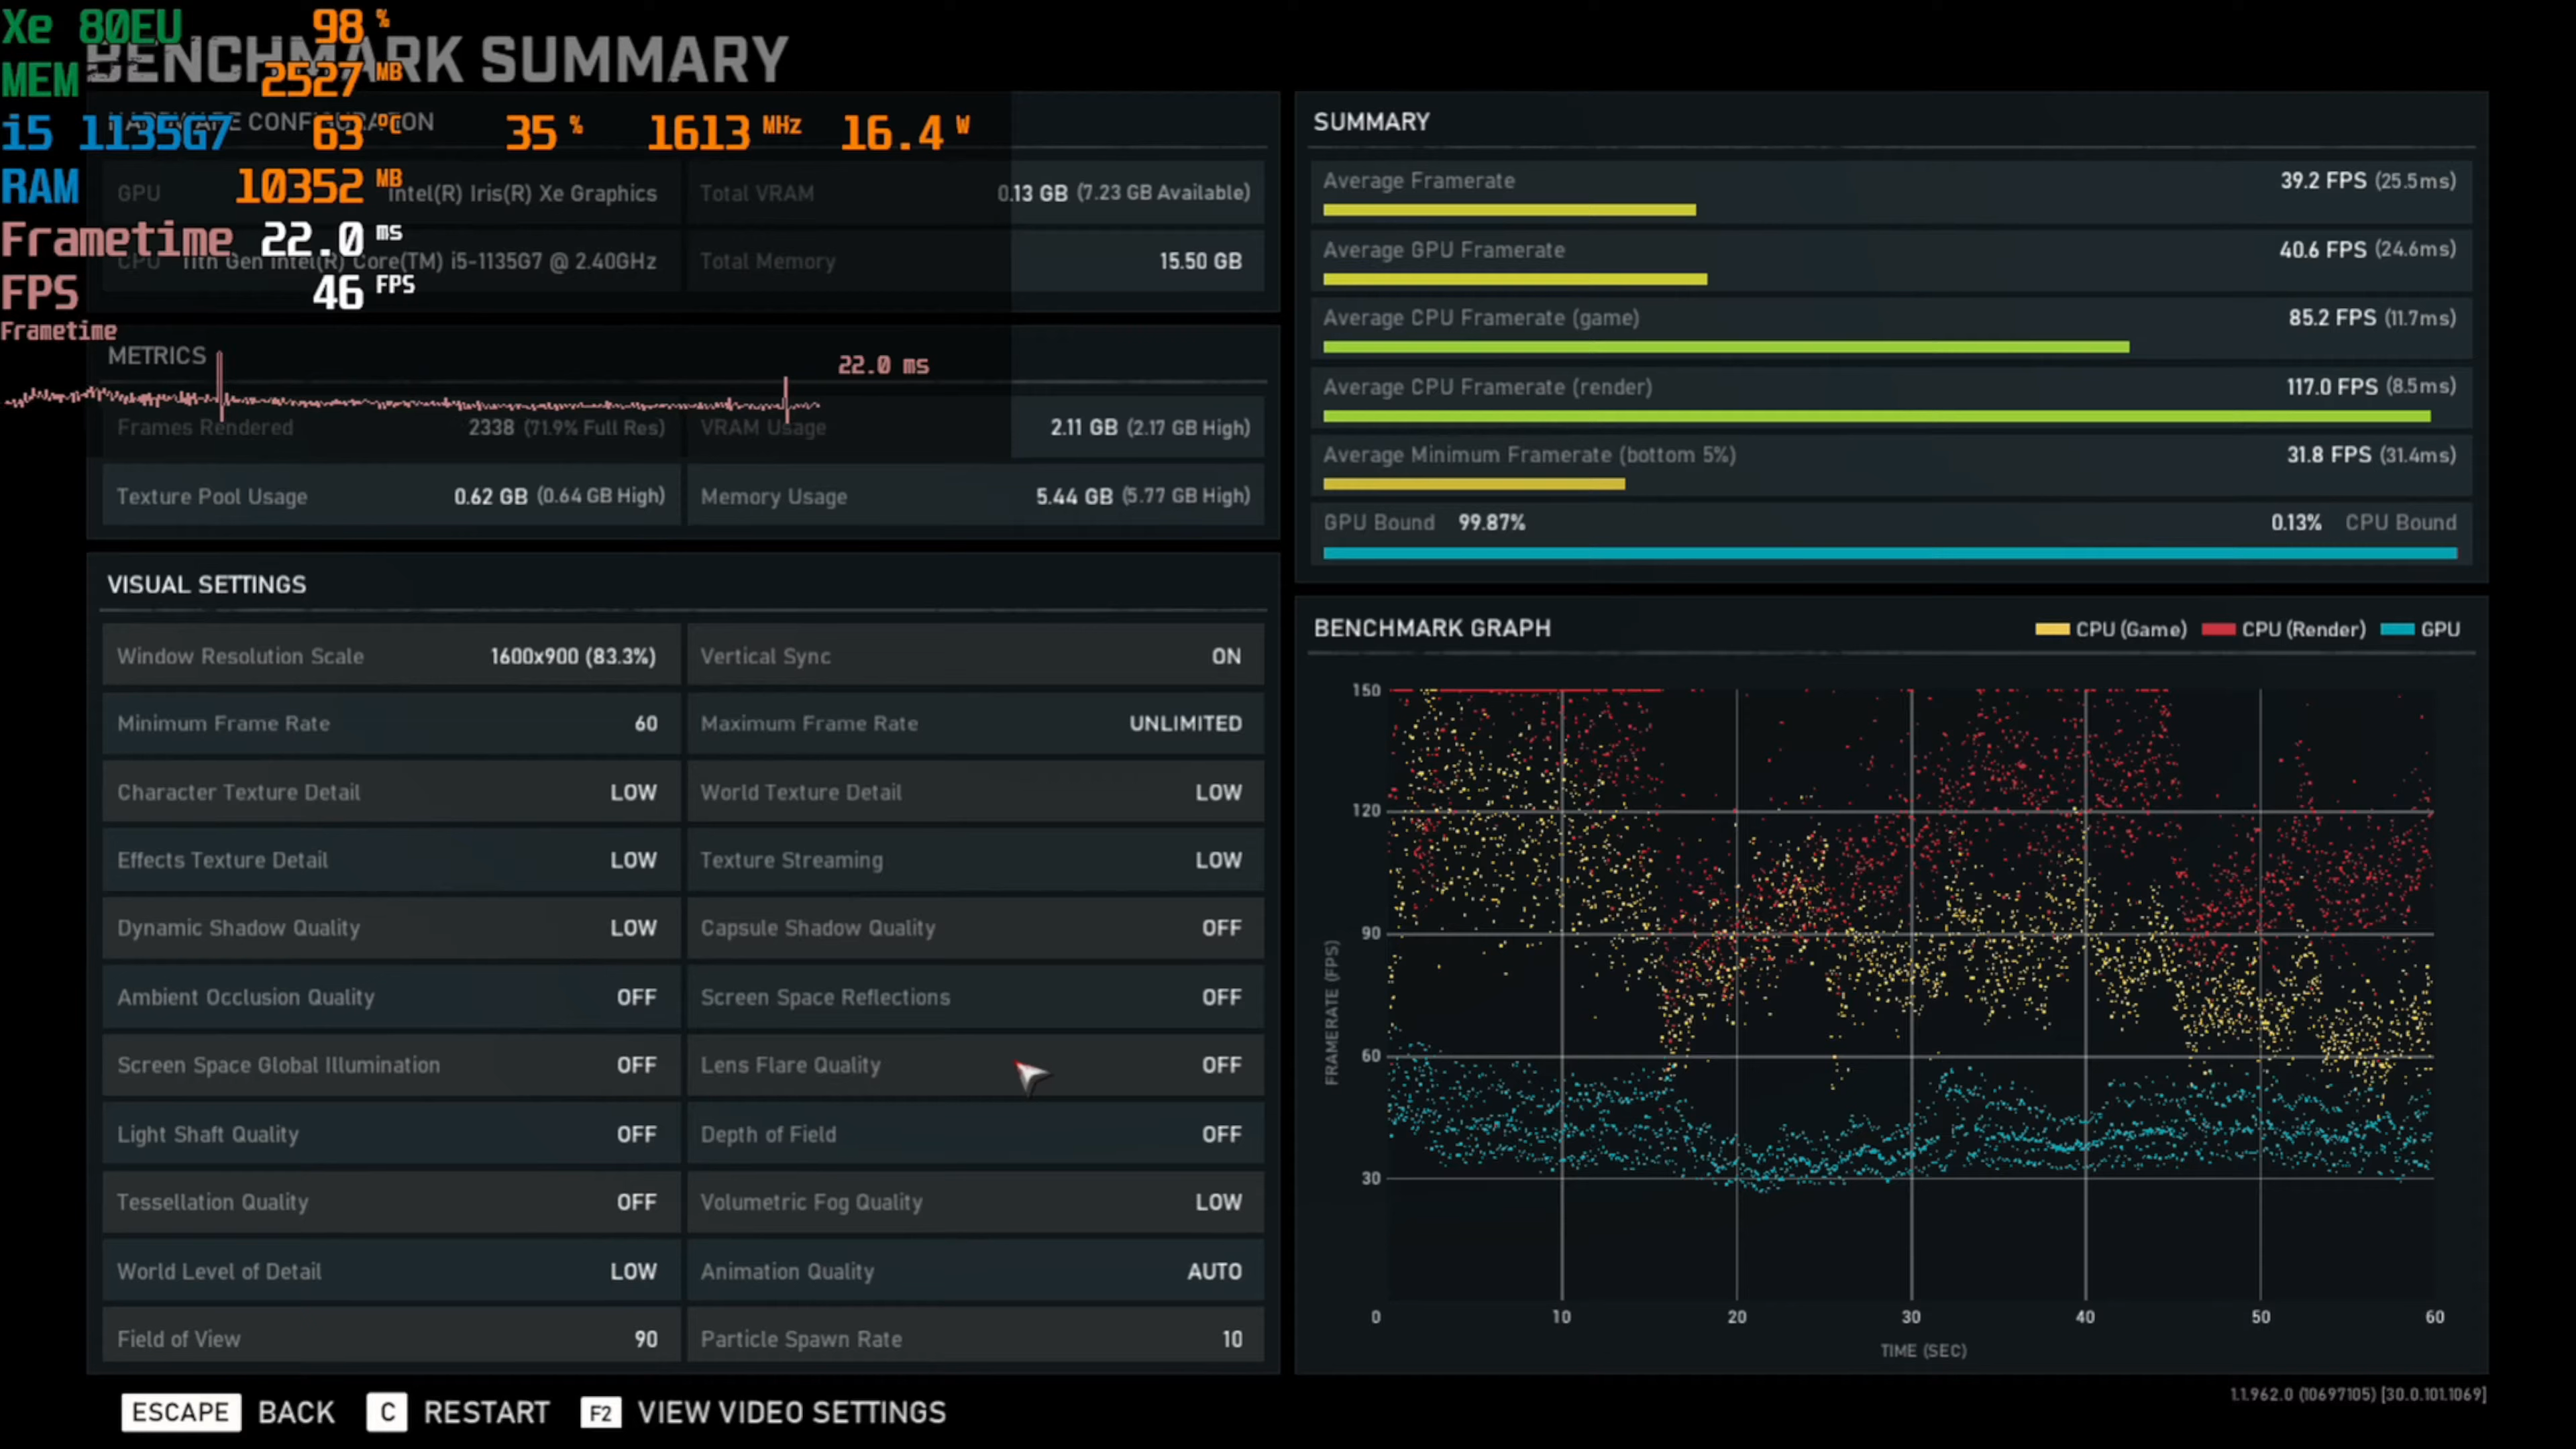 Xe 80EU 98 %
BENCHMARK SUMMARY
MEM 2527 MB
HARDWARE CONFIGURATION
i5 1135G7 63 °C 35 % 1613 MHz 16.4 W
RAM 10352 MB
GPU Intel(R) Iris(R) Xe Graphics Total VRAM 0.13 GB (7.23 GB Available)
Frametime 22.0 ms
CPU 11th Gen Intel(R) Core(TM) i5-1135G7 @ 2.40GHz Total Memory 15.50 GB
FPS 46 FPS
Frametime
METRICS
22.0 ms
Frames Rendered 2338 (71.9% Full Res) VRAM Usage 2.11 GB (2.17 GB High)
Texture Pool Usage 0.62 GB (0.64 GB High) Memory Usage 5.44 GB (5.77 GB High)
VISUAL SETTINGS
Window Resolution Scale 1600x900 (83.3%) Vertical Sync ON
Minimum Frame Rate 60 Maximum Frame Rate UNLIMITED
Character Texture Detail LOW World Texture Detail LOW
Effects Texture Detail LOW Texture Streaming LOW
Dynamic Shadow Quality LOW Capsule Shadow Quality OFF
Ambient Occlusion Quality OFF Screen Space Reflections OFF
Screen Space Global Illumination OFF Lens Flare Quality OFF
Light Shaft Quality OFF Depth of Field OFF
Tessellation Quality OFF Volumetric Fog Quality LOW
World Level of Detail LOW Animation Quality AUTO
Field of View 90 Particle Spawn Rate 10
SUMMARY
Average Framerate 39.2 FPS (25.5ms)
Average GPU Framerate 40.6 FPS (24.6ms)
Average CPU Framerate (game) 85.2 FPS (11.7ms)
Average CPU Framerate (render) 117.0 FPS (8.5ms)
Average Minimum Framerate (bottom 5%) 31.8 FPS (31.4ms)
GPU Bound 99.87% 0.13% CPU Bound
BENCHMARK GRAPH CPU (Game) CPU (Render) GPU
150
120
90
60
30
FRAMERATE (FPS)
0 10 20 30 40 50 60
TIME (SEC)
ESCAPE BACK C RESTART F2 VIEW VIDEO SETTINGS
1.1.962.0 (10697105) [30.0.101.1069]